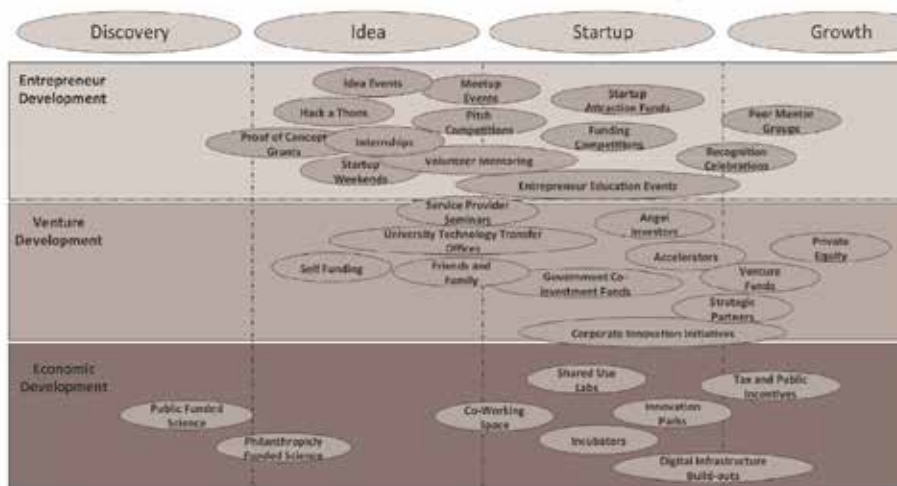 Discovery
Idea
Startup
Growth
Entrepreneur
Development
Idea Events
Meetup
Events
Startup
Attraction Funds
Hack a Thons
Pitch
Competitions
Peer Mentor
Groups
Proof of Concept
Grants
Internships
Funding
Competitions
Startup
Weekends
Volunteer Mentoring
Recognition
Celebrations
Entrepreneur Education Events
Venture
Development
Service Provider
Seminars
Angel
Investors
University Technology Transfer
Offices
Accelerators
Private
Equity
Self Funding
Friends and
Family
Government Co-
investment Funds
Venture
Funds
Strategic
Partners
Corporate Innovation Initiatives
Economic
Development
Shared Use
Labs
Tax and Public
Incentives
Public Funded
Science
Co-Working
Space
Innovation
Parks
Philanthropicly
Funded Science
Incubators
Digital Infrastructure
Build-outs